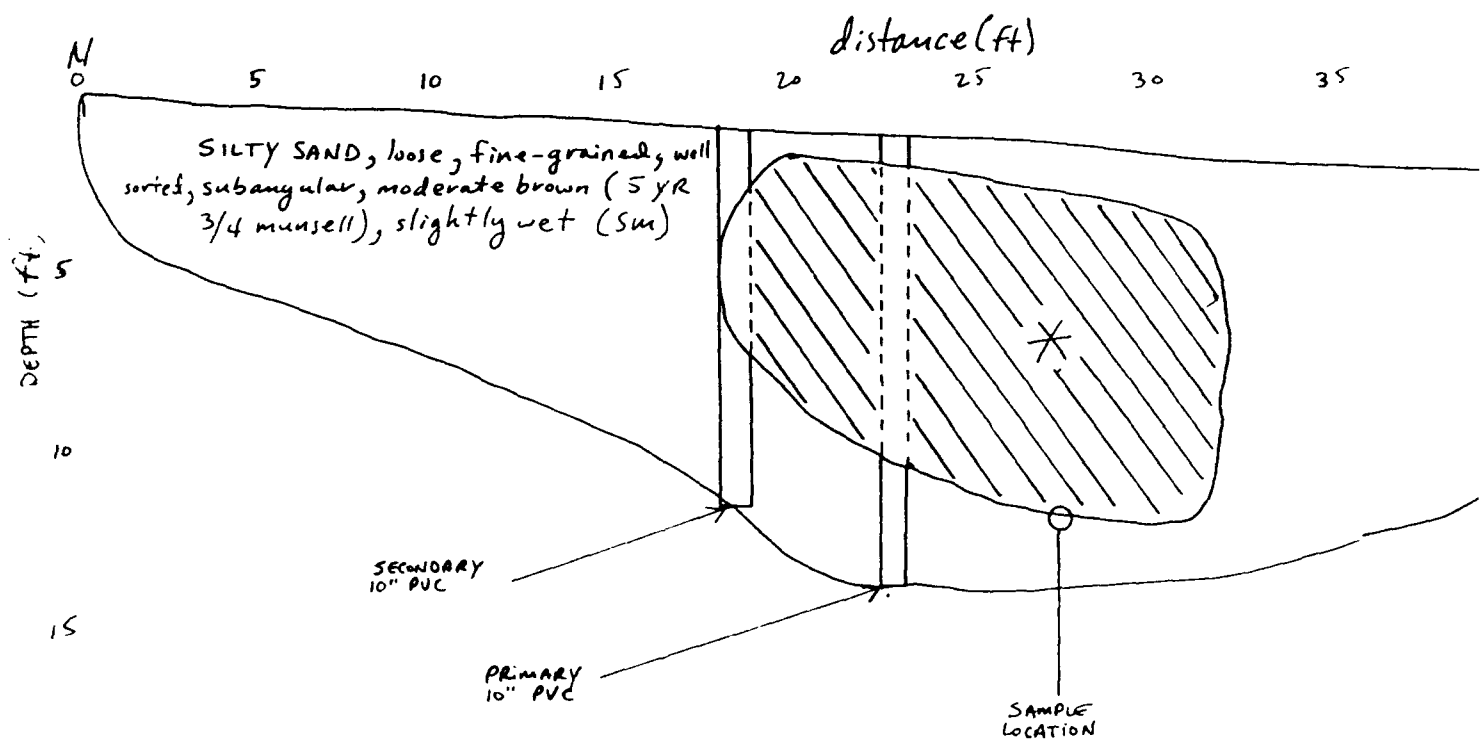 distance (ft)
N
0 5 10 15 20 25 30 35
SILTY SAND, loose, fine-grained, well
sorted, subangular, moderate brown (5 YR
3/4 munsell), slightly wet (SM)
DEPTH (ft)
5
10
15
SECONDARY
10" PVC
PRIMARY
10" PVC
SAMPLE
LOCATION